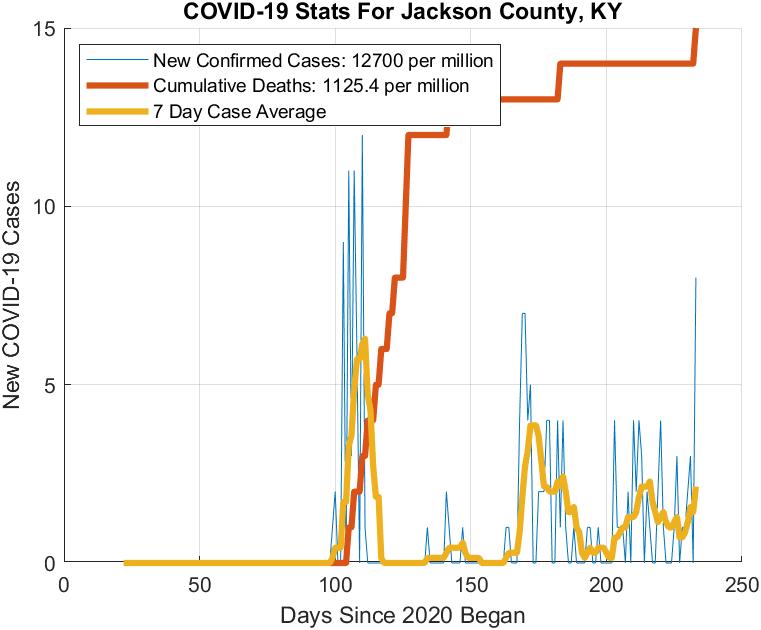 COVID-19 Stats For Jackson County, KY
New Confirmed Cases: 12700 per million
Cumulative Deaths: 1125.4 per million
7 Day Case Average
New COVID-19 Cases
15
10
5
0
0 50 100 150 200 250
Days Since 2020 Began